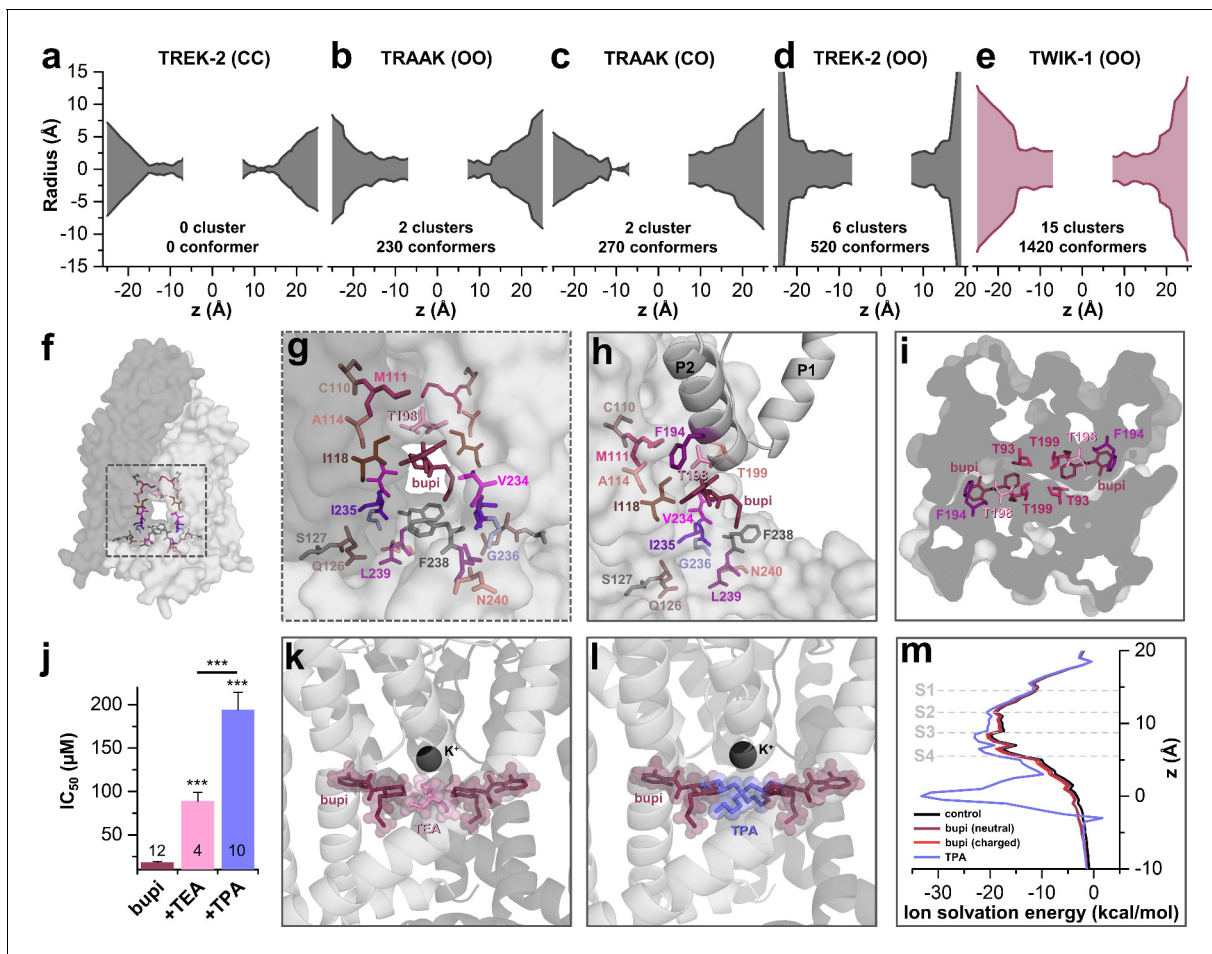 a TREK-2 (CC)
b TRAAK (OO)
c TRAAK (CO)
d TREK-2 (OO)
e TWIK-1 (OO)
Radius (Å)
15
10
5
0
-5
-10
-15
0 cluster
0 conformer
2 clusters
230 conformers
2 cluster
270 conformers
6 clusters
520 conformers
15 clusters
1420 conformers
-20 -10 0 10 20
-20 -10 0 10 20
-20 -10 0 10 20
-20 -10 0 10 20
-20 -10 0 10 20
z (Å)
z (Å)
z (Å)
z (Å)
z (Å)
f
g
C110
M111
A114
T198
I118
bupi
V234
I235
S127
G236
Q126
L239
F238
N240
h
P2
P1
C110
F194
M111
A114
T198
T199
I118
bupi
V234
I235
F238
G236
S127
N240
Q126
L239
i
T93
T199
T198
F194
bupi
bupi
F194
T198
T199
T93
j
IC50 (µM)
200
150
100
50
***
***
***
12
4
10
bupi
+TEA
+TPA
k
K+
bupi
TEA
l
K+
bupi
TPA
m
S1
S2
S3
S4
20
10
0
-10
z (Å)
control
bupi (neutral)
bupi (charged)
TPA
-30 -20 -10 0
Ion solvation energy (kcal/mol)